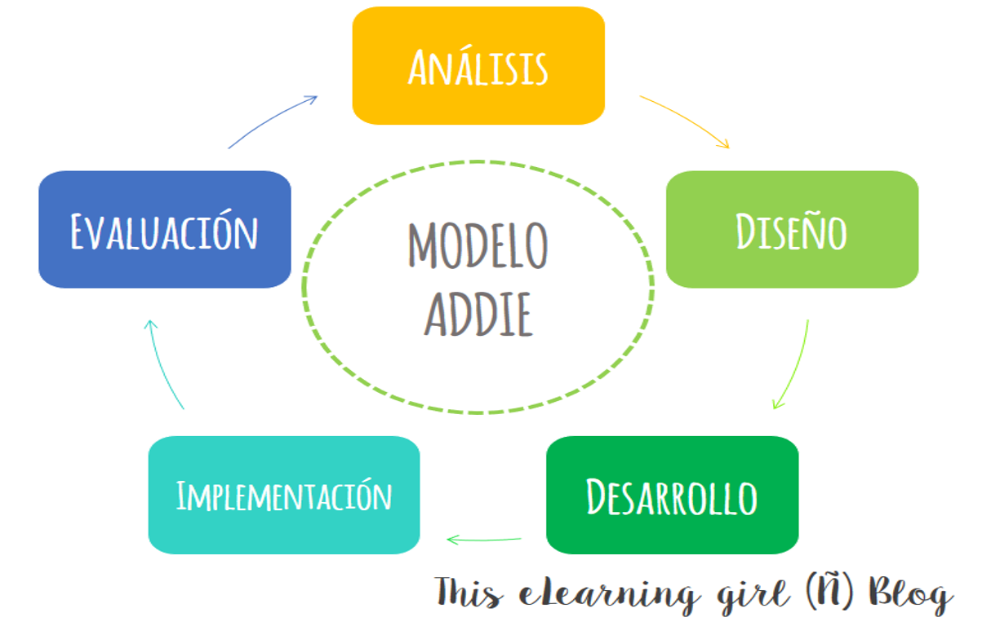 Análisis
Evaluación
Diseño
MODELO
ADDIE
Implementación
Desarrollo
This eLearning girl (Ñ) Blog